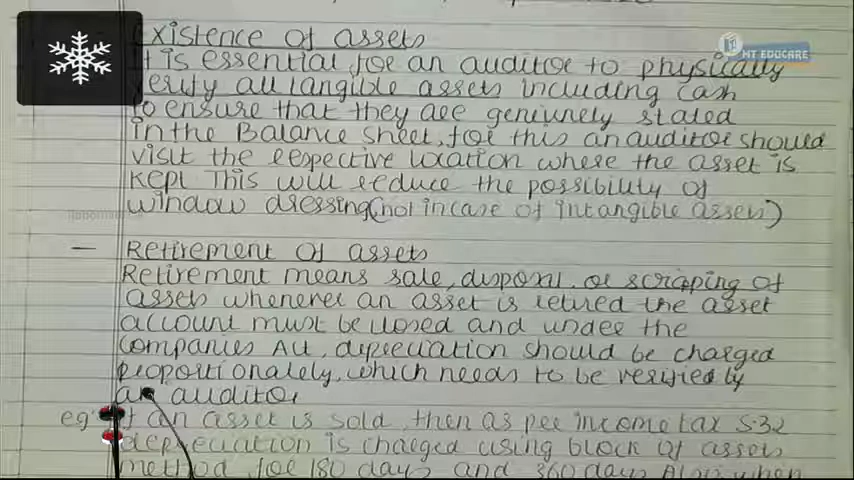 Existence of assets
MT EDUCARE
It is essential for an auditor to physically
verify all tangible assets including cash
to ensure that they are genuinely stated
in the Balance sheet, for this an auditor should
visit the respective location where the asset is
kept This will reduce the possibility of
window dressing (not in case of intangible assets)
— Retirement of assets
Retirement means sale, disposal or scraping of
assets whenever an asset is retired the asset
account must be closed and under the
companies Act, depreciation should be charged
proportionately, which needs to be verified by
an auditor
eg: If an asset is sold, then as per income tax S.32
depreciation is charged using block of assets
method for 180 days and 360 days Also when